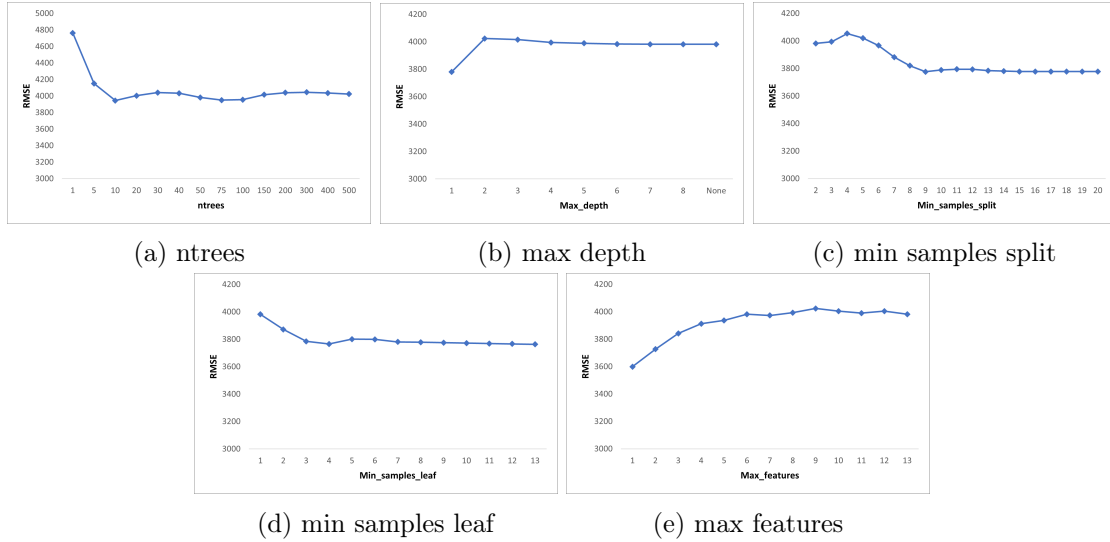 5000
4800
4600
4400
4200
4000
3800
3600
3400
3200
3000
RMSE
1 5 10 20 30 40 50 75 100 150 200 300 400 500
ntrees
4200
4000
3800
3600
3400
3200
3000
RMSE
1 2 3 4 5 6 7 8 None
Max_depth
4200
4000
3800
3600
3400
3200
3000
RMSE
2 3 4 5 6 7 8 9 10 11 12 13 14 15 16 17 18 19 20
Min_samples_split
(a) ntrees
(b) max depth
(c) min samples split
4200
4000
3800
3600
3400
3200
3000
RMSE
1 2 3 4 5 6 7 8 9 10 11 12 13
Min_samples_leaf
4200
4000
3800
3600
3400
3200
3000
RMSE
1 2 3 4 5 6 7 8 9 10 11 12 13
Max_features
(d) min samples leaf
(e) max features